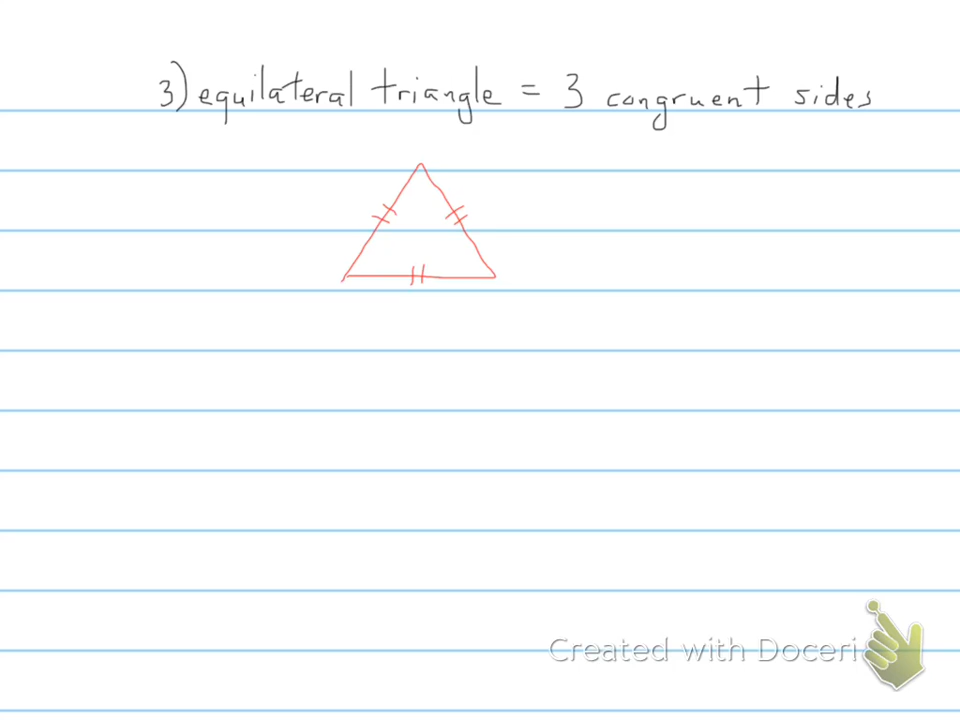 3) equilateral triangle = 3 congruent sides
Created with Doceri